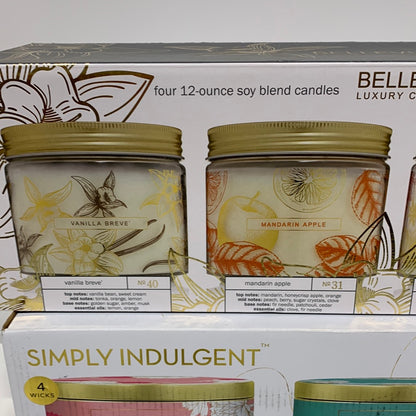 four 12-ounce soy blend candles
BELLE
LUXURY C
VANILLA BREVE
MANDARIN APPLE
vanilla breve' Nº 40
top notes: vanilla bean, sweet cream
mid notes: tonka, orange, lemon
base notes: golden sugar, amber, musk
essential oils: lemon, orange
mandarin apple Nº 31
top notes: mandarin, honeycrisp apple, orange
mid notes: peach, berry, sugar crystals, clove
base notes: fir needle, patchouli, cedar
essential oils: clove, fir needle
SIMPLY INDULGENT™
4
WICKS